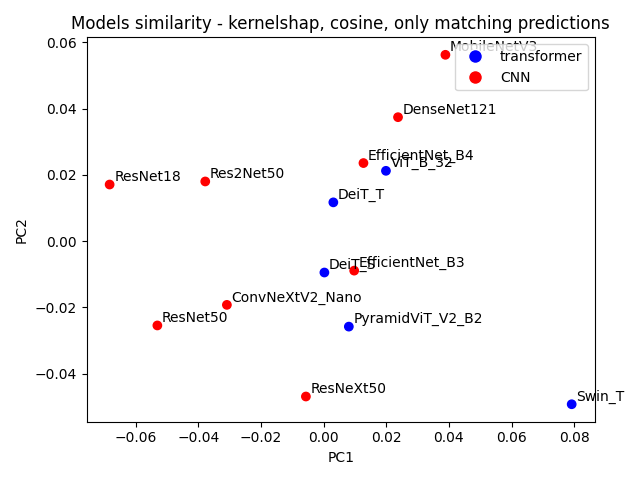 Models similarity - kernelshap, cosine, only matching predictions
0.06
0.04
0.02
0.00
−0.02
−0.04
PC2
MobileNetV3
transformer
CNN
DenseNet121
EfficientNet_B4
ViT_B_32
ResNet18
Res2Net50
DeiT_T
DeiT_S
EfficientNet_B3
ConvNeXtV2_Nano
ResNet50
PyramidViT_V2_B2
ResNeXt50
Swin_T
−0.06
−0.04
−0.02
0.00
0.02
0.04
0.06
0.08
PC1